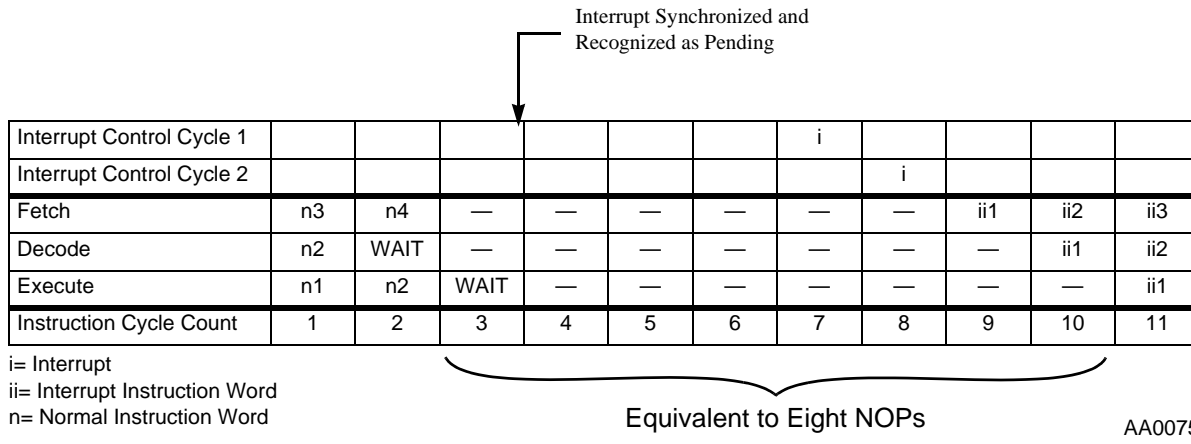 Interrupt Synchronized and
Recognized as Pending
Interrupt Control Cycle 1 i
Interrupt Control Cycle 2 i
Fetch n3 n4 — — — — — — ii1 ii2 ii3
Decode n2 WAIT — — — — — — — ii1 ii2
Execute n1 n2 WAIT — — — — — — — ii1
Instruction Cycle Count 1 2 3 4 5 6 7 8 9 10 11
i= Interrupt
ii= Interrupt Instruction Word
n= Normal Instruction Word
Equivalent to Eight NOPs
AA0075